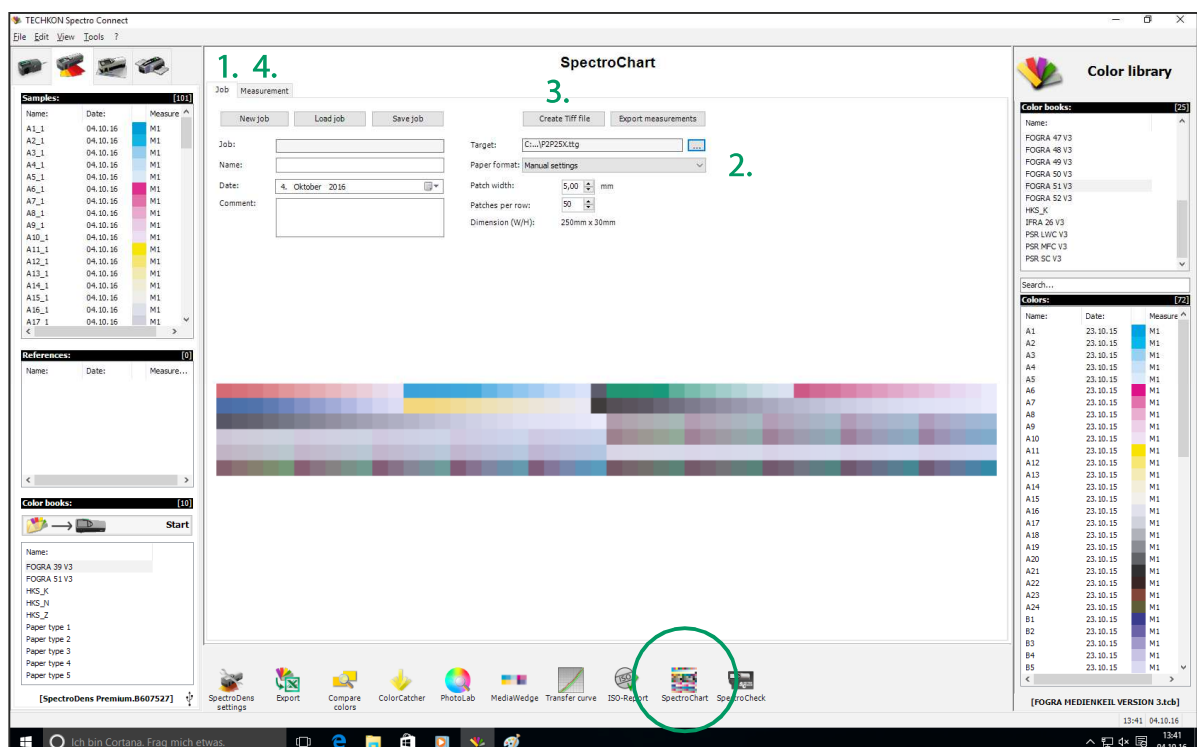 TECHKON Spectro Connect
File Edit View Tools ?
1. 4.
SpectroChart
3.
2.
Color library
Job Measurement
Samples: [101]
Name: Date: Measure
A1_1 04.10.16 M1
A2_1 04.10.16 M1
A3_1 04.10.16 M1
A4_1 04.10.16 M1
A5_1 04.10.16 M1
A6_1 04.10.16 M1
A7_1 04.10.16 M1
A8_1 04.10.16 M1
A9_1 04.10.16 M1
A10_1 04.10.16 M1
A11_1 04.10.16 M1
A12_1 04.10.16 M1
A13_1 04.10.16 M1
A14_1 04.10.16 M1
A15_1 04.10.16 M1
A16_1 04.10.16 M1
A17_1 04.10.16 M1
References: [0]
Name: Date: Measure...
Color books: [10]
Start
Name:
FOGRA 39 V3
FOGRA 51 V3
HKS_K
HKS_N
HKS_Z
Paper type 1
Paper type 2
Paper type 3
Paper type 4
Paper type 5
[SpectroDens Premium.B607527]
New job Load job Save job
Create Tiff file Export measurements
Job:
Name:
Date: 4. Oktober 2016
Comment:
Target: C:...\P2P25X.ttg ...
Paper format: Manual settings
Patch width: 5,00 mm
Patches per row: 50
Dimension (W/H): 250mm x 30mm
SpectroDens settings
Export
Compare colors
ColorCatcher
PhotoLab
MediaWedge
Transfer curve
ISO
ISO-Report
SpectroChart
SpectroCheck
Color books: [25]
Name:
FOGRA 47 V3
FOGRA 48 V3
FOGRA 49 V3
FOGRA 50 V3
FOGRA 51 V3
FOGRA 52 V3
HKS_K
IFRA 26 V3
PSR LWC V3
PSR MFC V3
PSR SC V3
Search...
Colors: [72]
Name: Date: Measure
A1 23.10.15 M1
A2 23.10.15 M1
A3 23.10.15 M1
A4 23.10.15 M1
A5 23.10.15 M1
A6 23.10.15 M1
A7 23.10.15 M1
A8 23.10.15 M1
A9 23.10.15 M1
A10 23.10.15 M1
A11 23.10.15 M1
A12 23.10.15 M1
A13 23.10.15 M1
A14 23.10.15 M1
A15 23.10.15 M1
A16 23.10.15 M1
A17 23.10.15 M1
A18 23.10.15 M1
A19 23.10.15 M1
A20 23.10.15 M1
A21 23.10.15 M1
A22 23.10.15 M1
A23 23.10.15 M1
A24 23.10.15 M1
B1 23.10.15 M1
B2 23.10.15 M1
B3 23.10.15 M1
B4 23.10.15 M1
B5 23.10.15 M1
[FOGRA MEDIENKEIL VERSION 3.tcb]
13:41 04.10.16
Ich bin Cortana. Frag mich etwas.
13:41
04.10.16